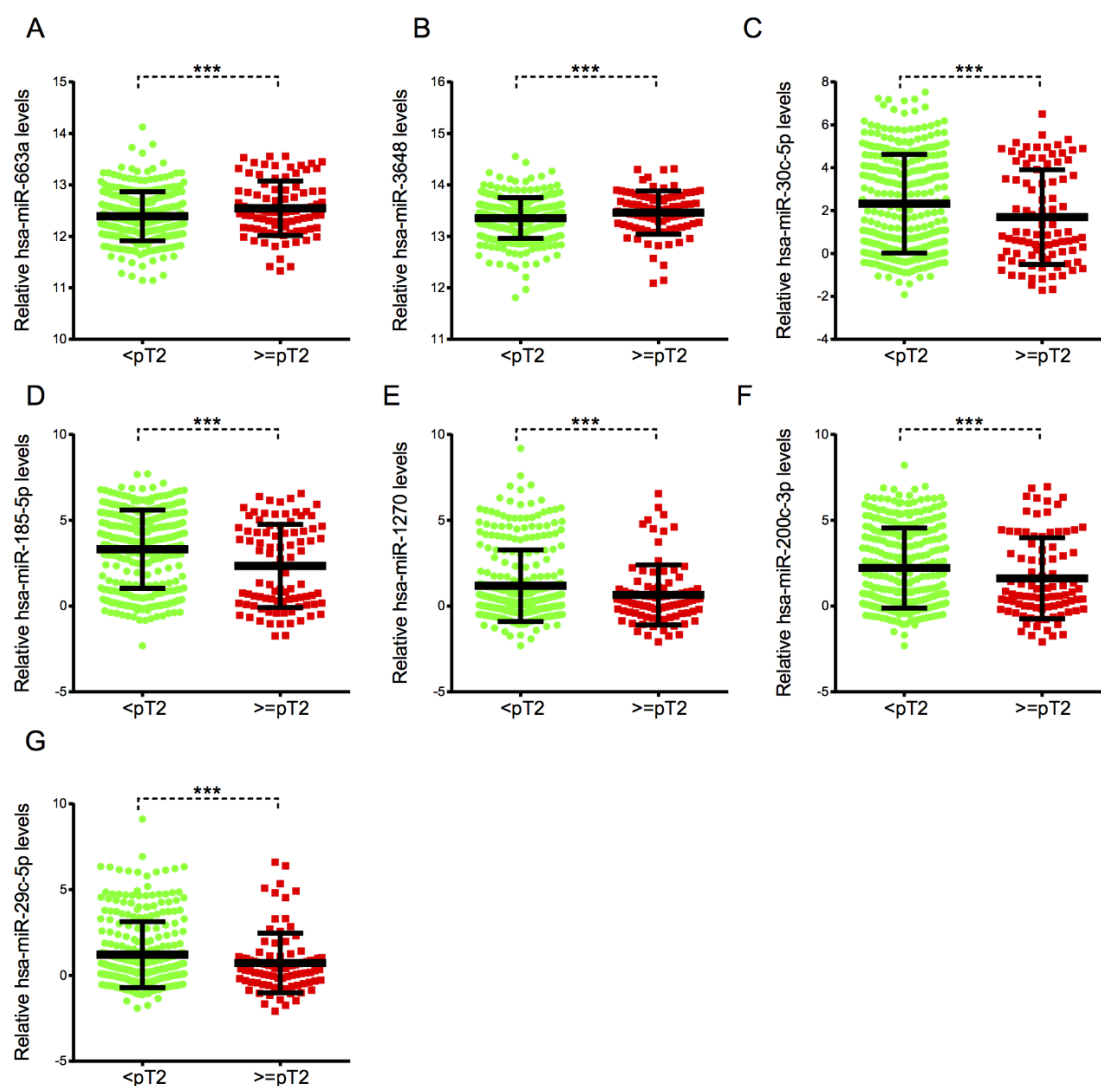 A
Relative hsa-miR-663a levels
15
14
13
12
11
10
***
<pT2
>=pT2
B
Relative hsa-miR-3648 levels
16
15
14
13
12
11
***
<pT2
>=pT2
C
Relative hsa-miR-30c-5p levels
8
6
4
2
0
-2
-4
***
<pT2
>=pT2
D
Relative hsa-miR-185-5p levels
10
5
0
-5
***
<pT2
>=pT2
E
Relative hsa-miR-1270 levels
10
5
0
-5
***
<pT2
>=pT2
F
Relative hsa-miR-200c-3p levels
10
5
0
-5
***
<pT2
>=pT2
G
Relative hsa-miR-29c-5p levels
10
5
0
-5
***
<pT2
>=pT2